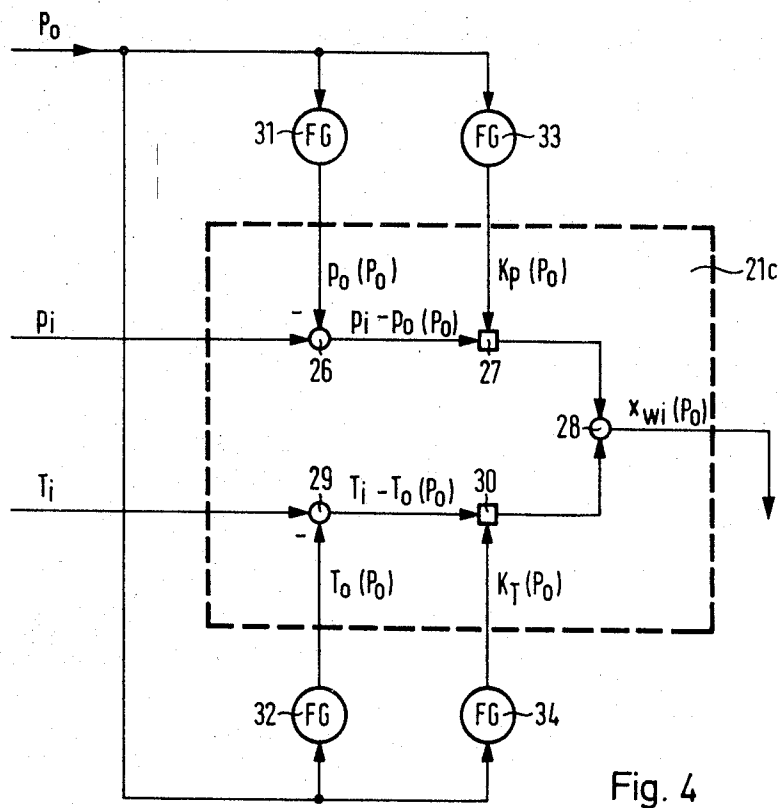 P₀
31 FG
FG 33
p₀ (P₀)
Kp (P₀)
21c
pi
- pi - p₀ (P₀)
26
27
28
xwi (P₀)
Ti
29
Ti - T₀ (P₀)
30
-
T₀ (P₀)
KT (P₀)
32 FG
FG 34
Fig. 4